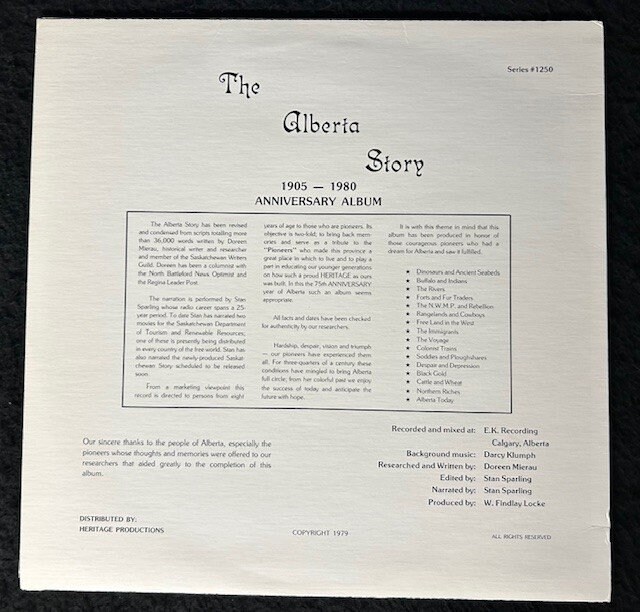 Series #1250
The
Alberta
Story
1905 — 1980
ANNIVERSARY ALBUM
The Alberta Story has been revised
and condensed from scripts totalling more
than 36,000 words written by Doreen
Mierau, historical writer and researcher
and member of the Saskatchewan Writers
Guild. Doreen has been a columnist with
the North Battleford News Optimist and
the Regina Leader Post.
The narration is performed by Stan
Sparling whose radio career spans a 25-
year period. To date Stan has narrated two
movies for the Saskatchewan Department
of Tourism and Renewable Resources,
one of these is presently being distributed
in every country of the free world. Stan has
also narrated the newly-produced Saskat-
chewan Story scheduled to be released
soon.
From a marketing viewpoint this
record is directed to persons from eight
years of age to those who are pioneers. Its
objective is two-fold, to bring back mem-
ories and serve as a tribute to the
"Pioneers" who made this province a
great place in which to live and to play a
part in educating our younger generations
on how such a proud HERITAGE as ours
was built. In this the 75th ANNIVERSARY
year of Alberta such an album seems
appropriate.
All facts and dates have been checked
for authenticity by our researchers.
Hardship, despair, vision and triumph
— our pioneers have experienced them
all. For three-quarters of a century these
conditions have mingled to bring Alberta
full circle; from her colorful past we enjoy
the success of today and anticipate the
future with hope.
It is with this theme in mind that this
album has been produced in honor of
those courageous pioneers who had a
dream for Alberta and saw it fulfilled.
• Dinosaurs and Ancient Seabeds
• Buffalo and Indians
• The Rivers
• Forts and Fur Traders
• The N.W.M.P. and Rebellion
• Rangelands and Cowboys
• Free Land in the West
• The Immigrants
• The Voyage
• Colonist Trains
• Soddies and Ploughshares
• Despair and Depression
• Black Gold
• Cattle and Wheat
• Northern Riches
• Alberta Today
Our sincere thanks to the people of Alberta, especially the
pioneers whose thoughts and memories were offered to our
researchers that aided greatly to the completion of this
album.
Recorded and mixed at: E.K. Recording
Calgary, Alberta
Background music: Darcy Klumph
Researched and Written by: Doreen Mierau
Edited by: Stan Sparling
Narrated by: Stan Sparling
Produced by: W. Findlay Locke
DISTRIBUTED BY:
HERITAGE PRODUCTIONS
COPYRIGHT 1979
ALL RIGHTS RESERVED